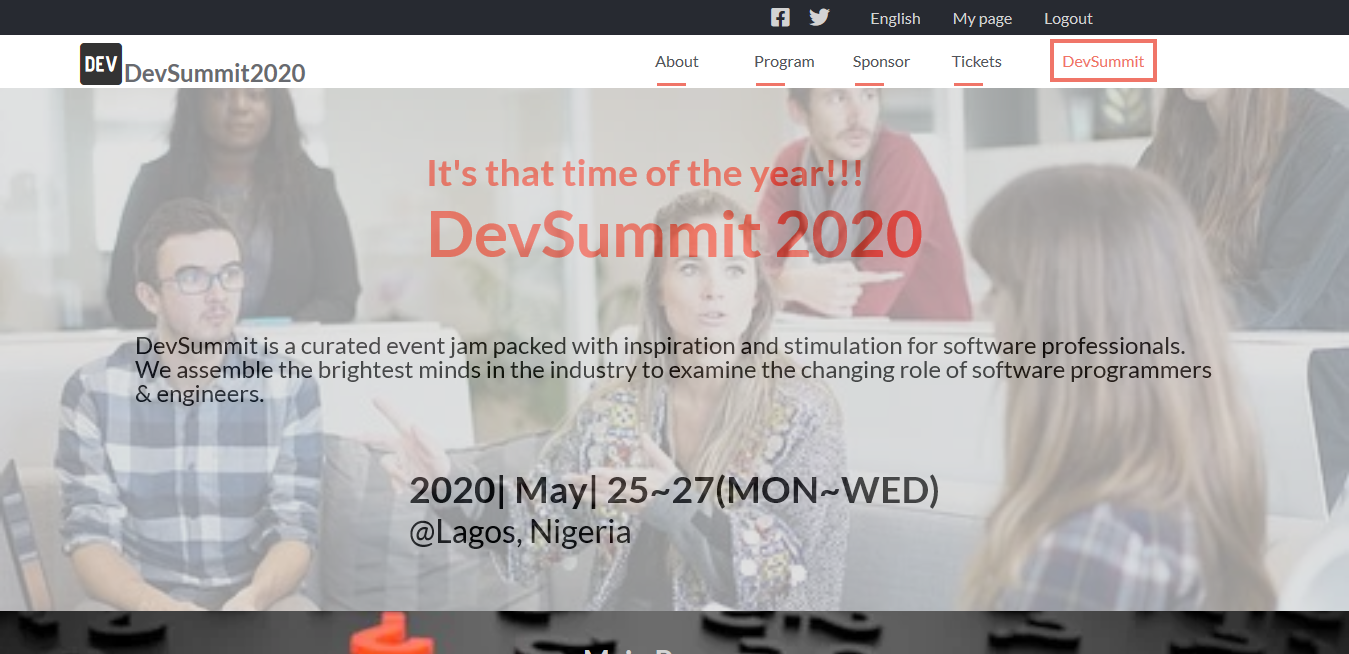 English My page Logout
DEV DevSummit2020 About Program Sponsor Tickets DevSummit
It's that time of the year!!!
DevSummit 2020
DevSummit is a curated event jam packed with inspiration and stimulation for software professionals.
We assemble the brightest minds in the industry to examine the changing role of software programmers
& engineers.
2020| May| 25~27(MON~WED)
@Lagos, Nigeria